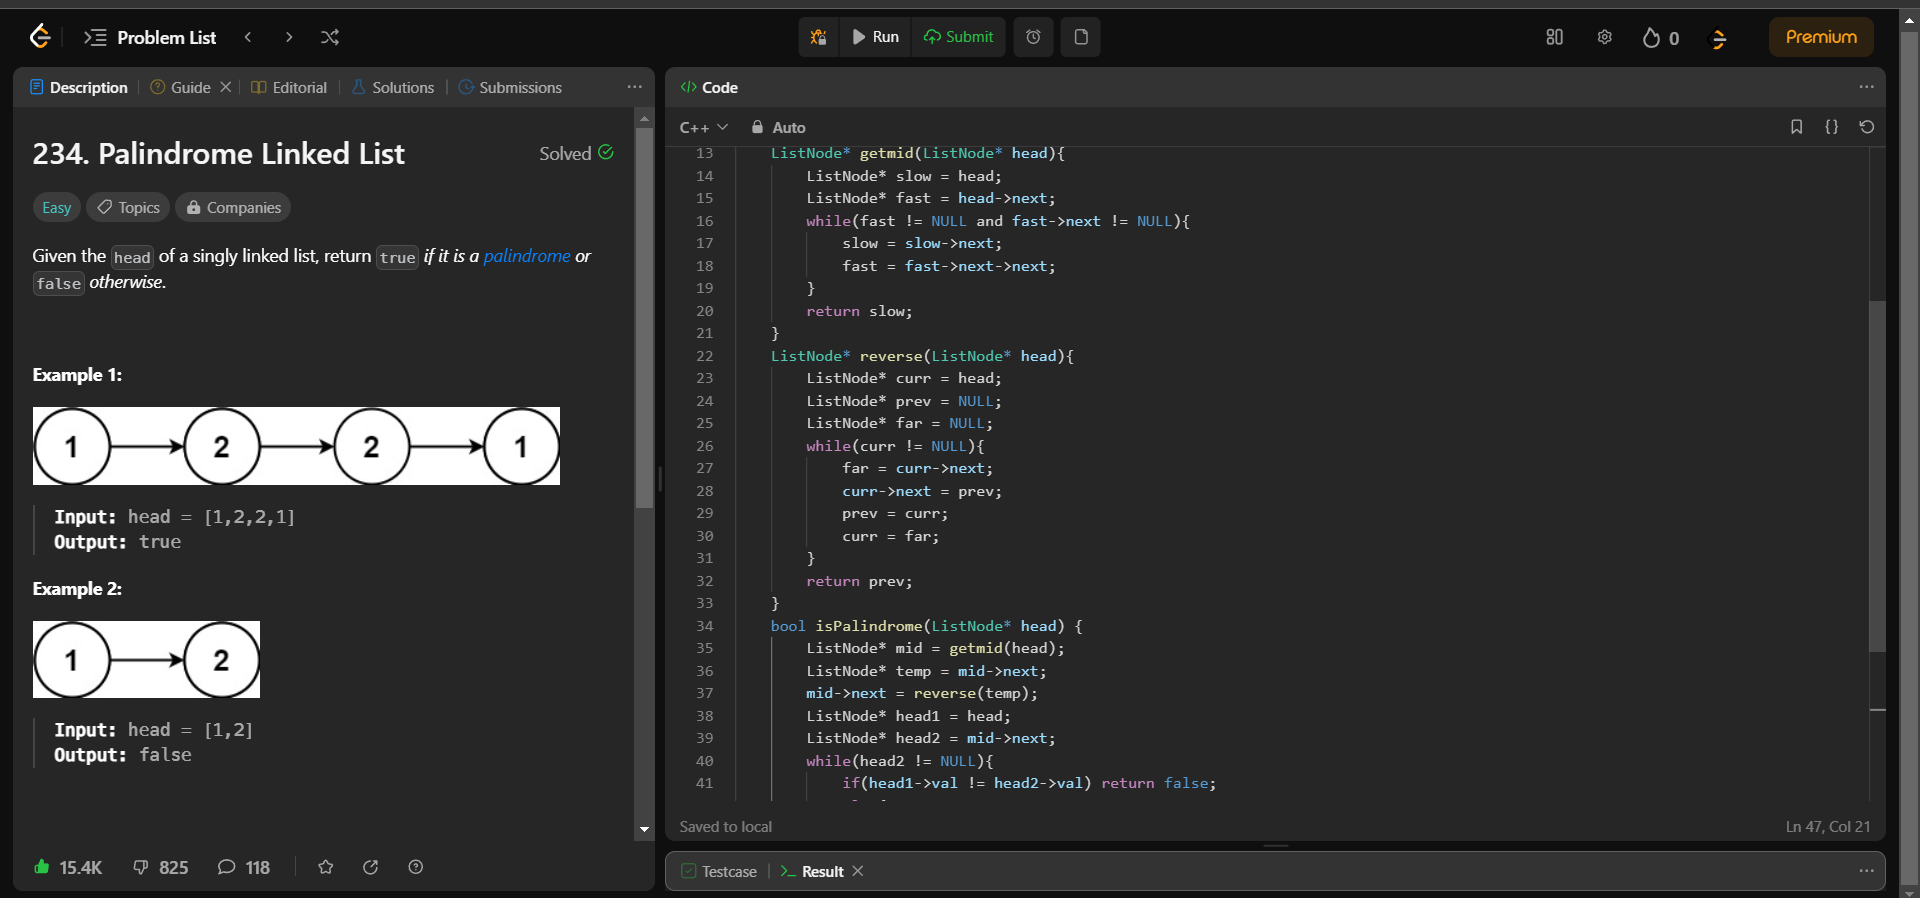 Problem List
Run
Submit
0
Premium
Description
Guide
Editorial
Solutions
Submissions
234. Palindrome Linked List
Solved
Easy
Topics
Companies
Given the head of a singly linked list, return true if it is a palindrome or
false otherwise.
Example 1:
1 2 2 1
Input: head = [1,2,2,1]
Output: true
Example 2:
1 2
Input: head = [1,2]
Output: false
15.4K
825
118
Code
C++
Auto
13 ListNode* getmid(ListNode* head){
14 ListNode* slow = head;
15 ListNode* fast = head->next;
16 while(fast != NULL and fast->next != NULL){
17 slow = slow->next;
18 fast = fast->next->next;
19 }
20 return slow;
21 }
22 ListNode* reverse(ListNode* head){
23 ListNode* curr = head;
24 ListNode* prev = NULL;
25 ListNode* far = NULL;
26 while(curr != NULL){
27 far = curr->next;
28 curr->next = prev;
29 prev = curr;
30 curr = far;
31 }
32 return prev;
33 }
34 bool isPalindrome(ListNode* head) {
35 ListNode* mid = getmid(head);
36 ListNode* temp = mid->next;
37 mid->next = reverse(temp);
38 ListNode* head1 = head;
39 ListNode* head2 = mid->next;
40 while(head2 != NULL){
41 if(head1->val != head2->val) return false;
Saved to local
Ln 47, Col 21
Testcase
Result